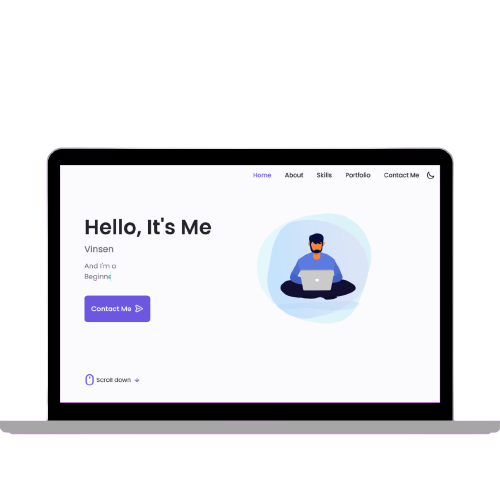 Home About Skills Portfolio Contact Me
Hello, It's Me
Vinsen
And I'm a
Beginne
Contact Me
Scroll down